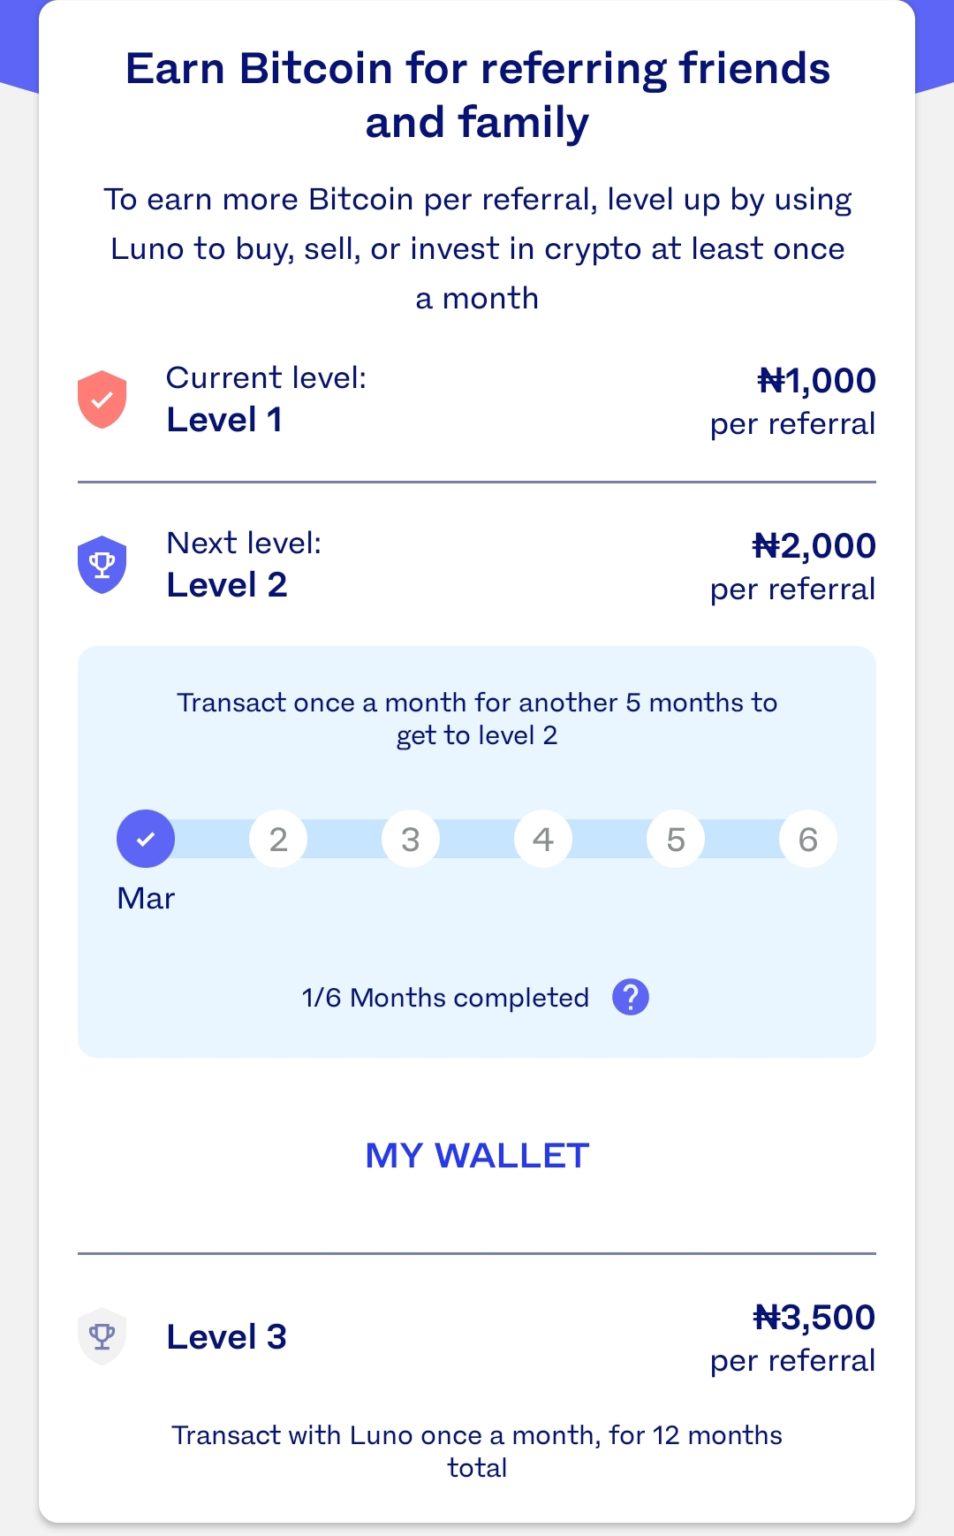 Earn Bitcoin for referring friends
and family
To earn more Bitcoin per referral, level up by using
Luno to buy, sell, or invest in crypto at least once
a month
Current level:
Level 1
₦1,000
per referral
Next level:
Level 2
₦2,000
per referral
Transact once a month for another 5 months to
get to level 2
2 3 4 5 6
Mar
1/6 Months completed ?
MY WALLET
Level 3
₦3,500
per referral
Transact with Luno once a month, for 12 months
total